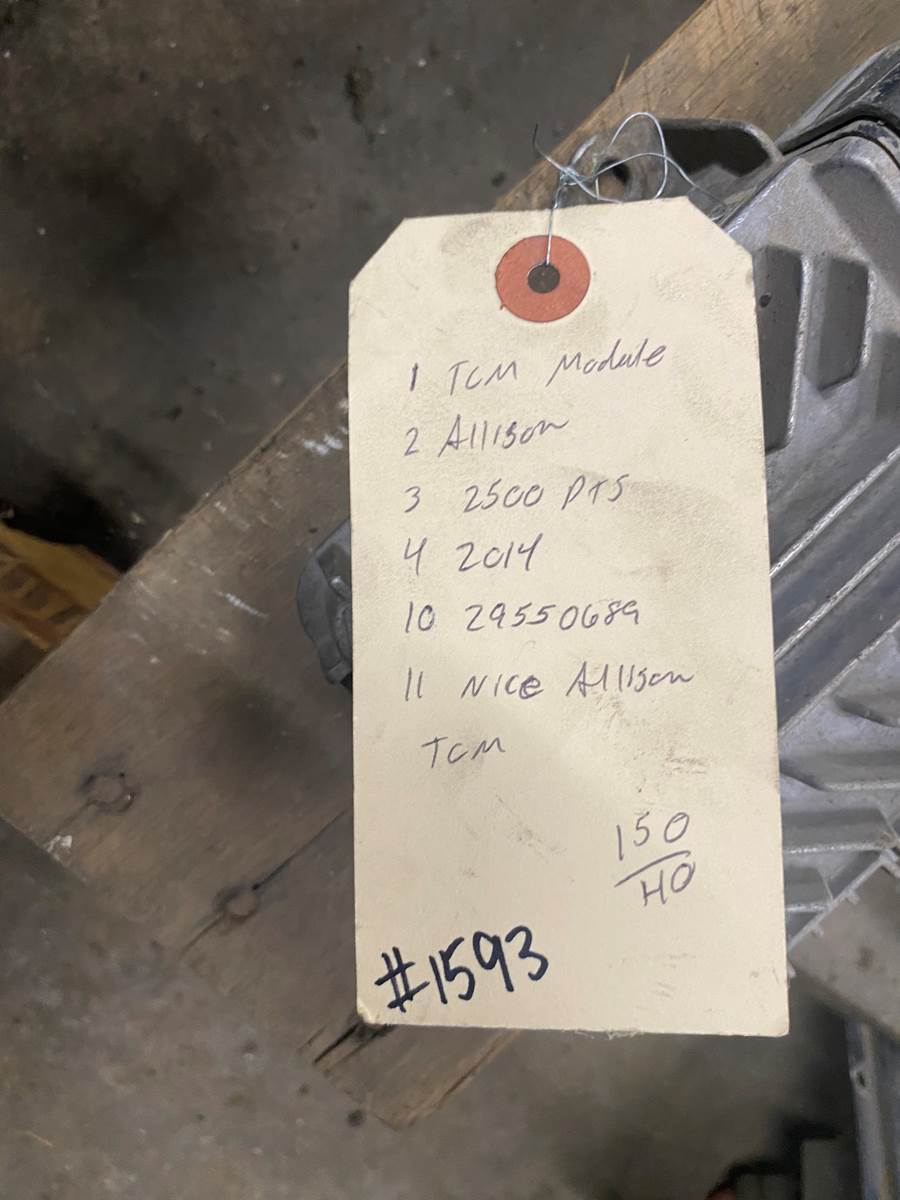 1 TCM Module
2 Allison
3 2500 PTS
4 2014
10 29550689
11 Nice Allison
TCM
150
HO
#1593